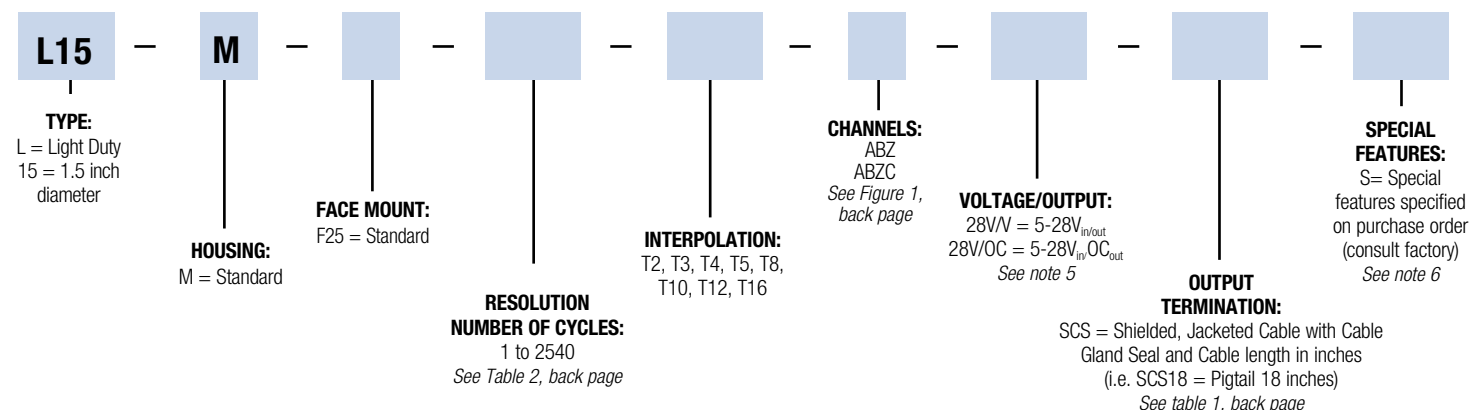 L15 — M — — — — — — —
TYPE:
L = Light Duty
15 = 1.5 inch
diameter
HOUSING:
M = Standard
FACE MOUNT:
F25 = Standard
RESOLUTION
NUMBER OF CYCLES:
1 to 2540
See Table 2, back page
INTERPOLATION:
T2, T3, T4, T5, T8,
T10, T12, T16
CHANNELS:
ABZ
ABZC
See Figure 1,
back page
VOLTAGE/OUTPUT:
28V/V = 5-28Vin/out
28V/OC = 5-28Vin/OCout
See note 5
OUTPUT
TERMINATION:
SCS = Shielded, Jacketed Cable with Cable
Gland Seal and Cable length in inches
(i.e. SCS18 = Pigtail 18 inches)
See table 1, back page
SPECIAL
FEATURES:
S= Special
features specified
on purchase order
(consult factory)
See note 6